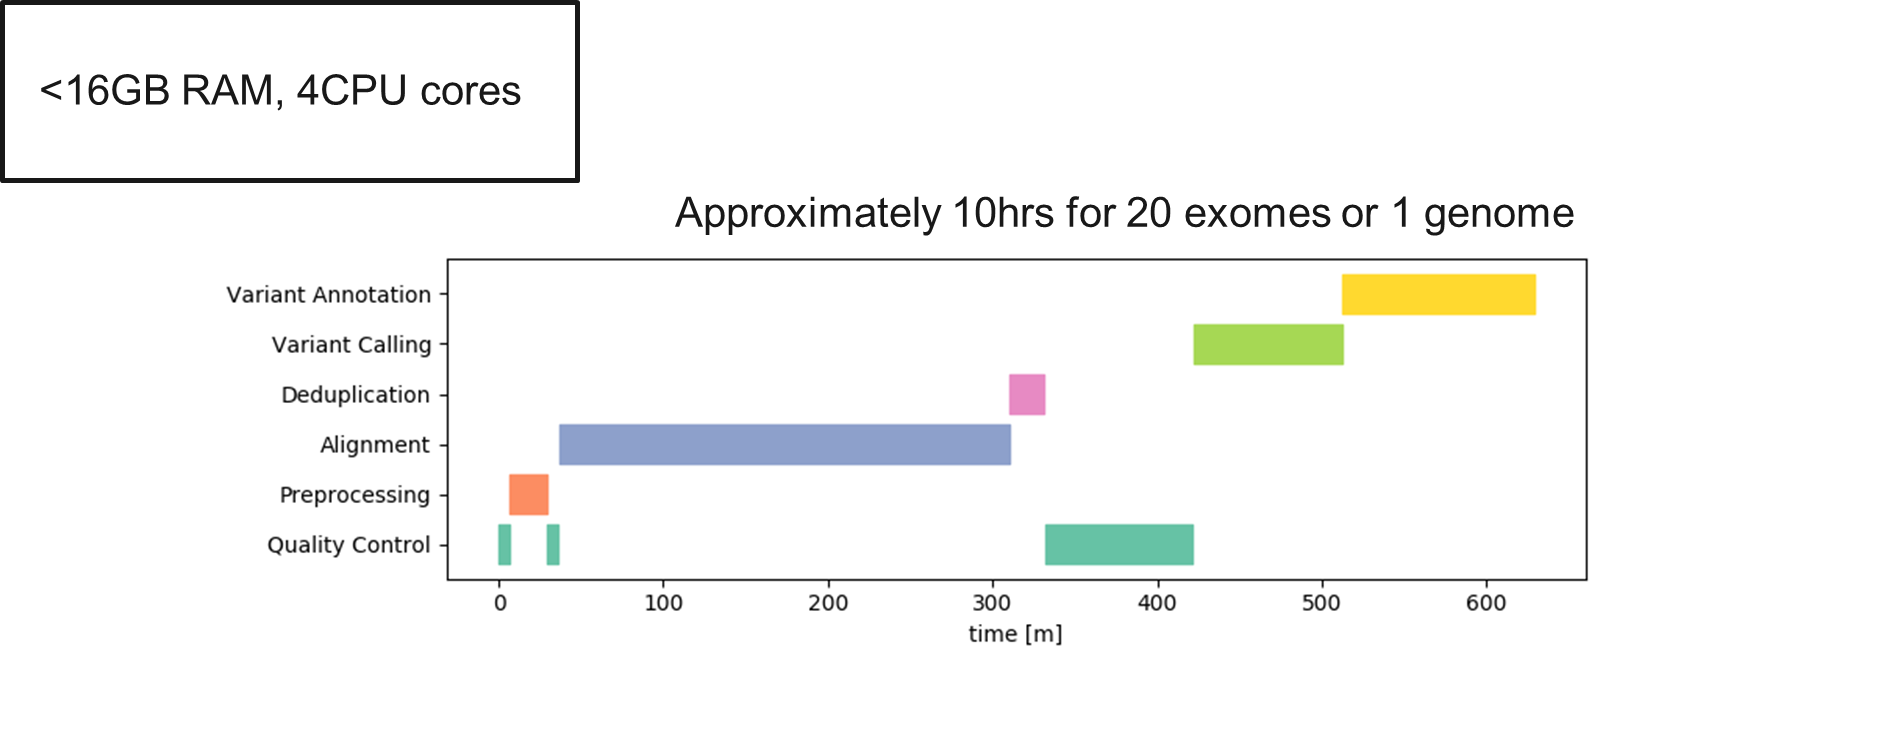 <16GB RAM, 4CPU cores
Approximately 10hrs for 20 exomes or 1 genome
Variant Annotation
Variant Calling
Deduplication
Alignment
Preprocessing
Quality Control
0 100 200 300 400 500 600
time [m]